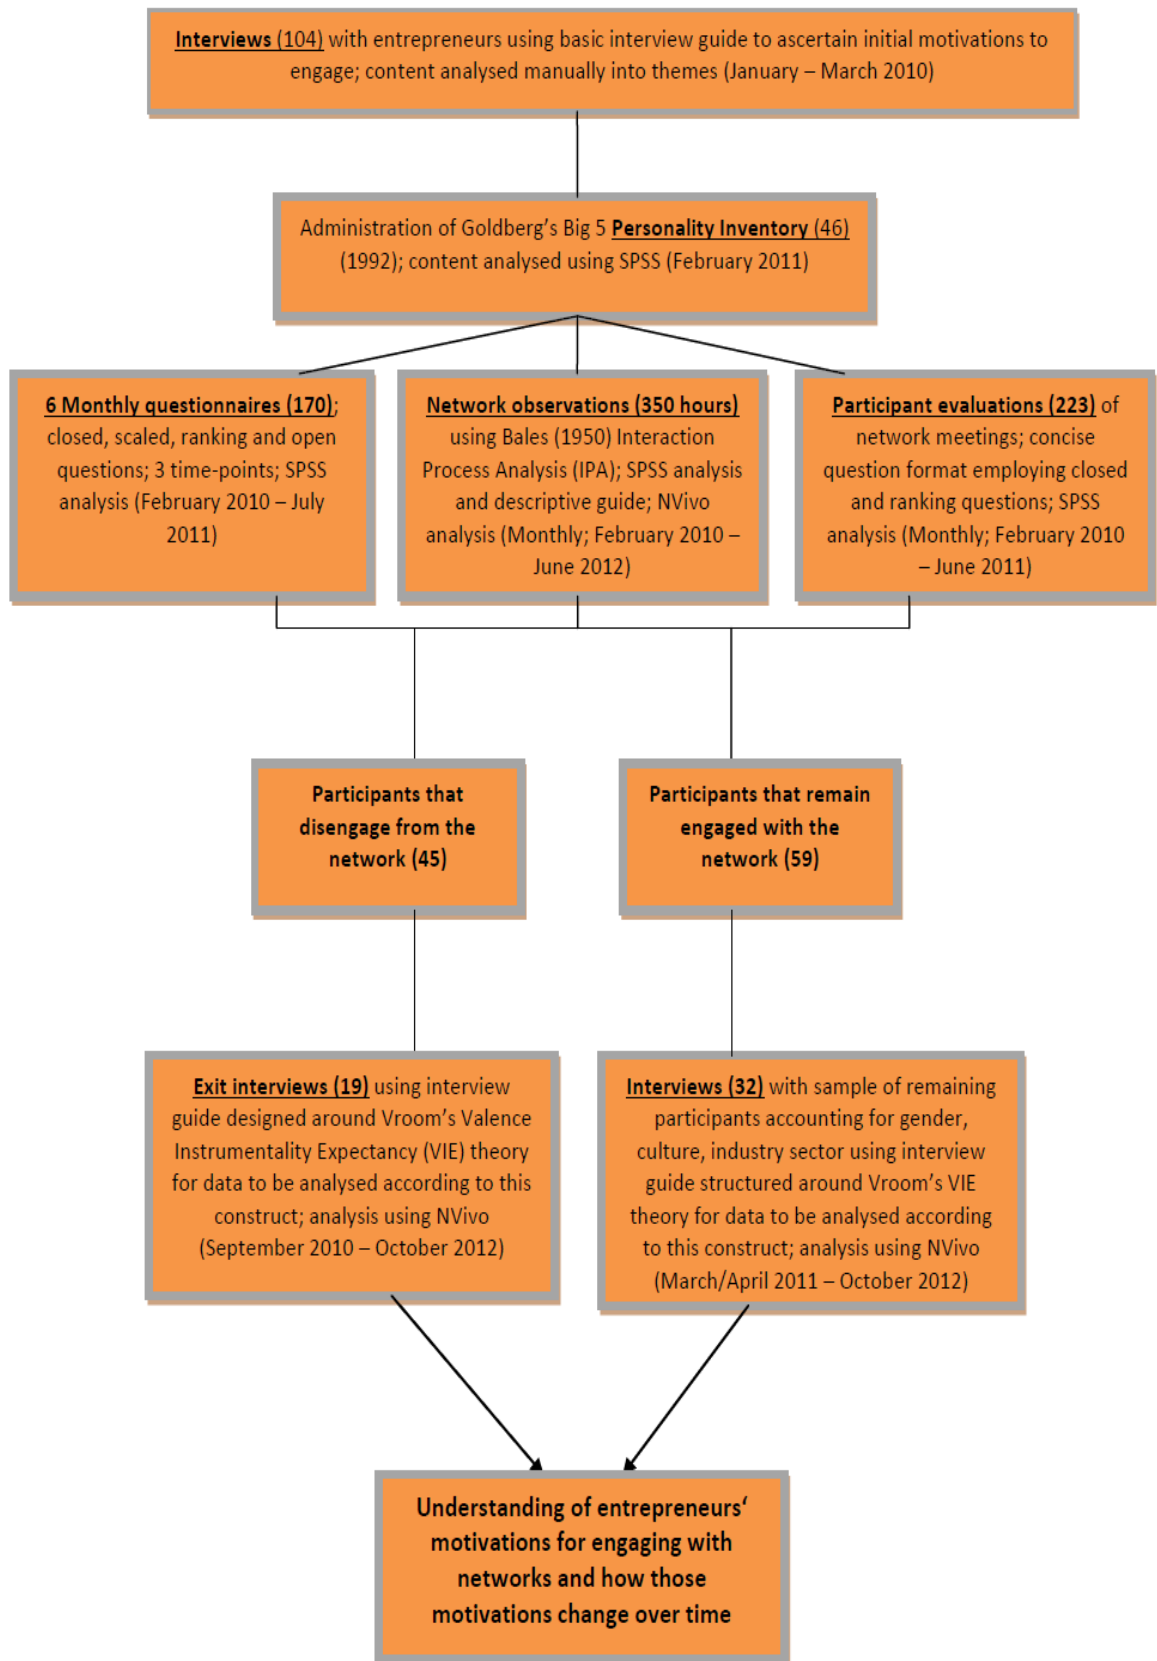 Interviews (104) with entrepreneurs using basic interview guide to ascertain initial motivations to
engage; content analysed manually into themes (January – March 2010)
Administration of Goldberg's Big 5 Personality Inventory (46)
(1992); content analysed using SPSS (February 2011)
6 Monthly questionnaires (170);
closed, scaled, ranking and open
questions; 3 time-points; SPSS
analysis (February 2010 – July
2011)
Network observations (350 hours)
using Bales (1950) Interaction
Process Analysis (IPA); SPSS analysis
and descriptive guide; NVivo
analysis (Monthly; February 2010 –
June 2012)
Participant evaluations (223) of
network meetings; concise
question format employing closed
and ranking questions; SPSS
analysis (Monthly; February 2010
– June 2011)
Participants that
disengage from the
network (45)
Participants that remain
engaged with the
network (59)
Exit interviews (19) using interview
guide designed around Vroom's Valence
Instrumentality Expectancy (VIE) theory
for data to be analysed according to this
construct; analysis using NVivo
(September 2010 – October 2012)
Interviews (32) with sample of remaining
participants accounting for gender,
culture, industry sector using interview
guide structured around Vroom's VIE
theory for data to be analysed according
to this construct; analysis using NVivo
(March/April 2011 – October 2012)
Understanding of entrepreneurs‘
motivations for engaging with
networks and how those
motivations change over time